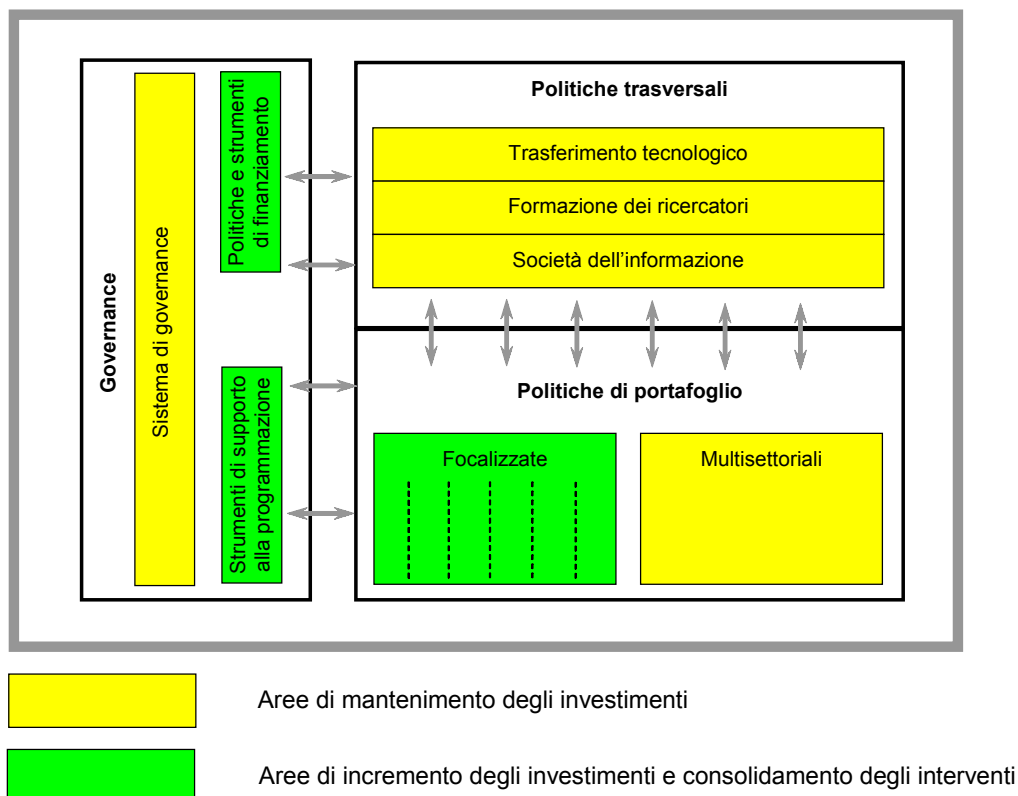 Governance
Sistema di governance
Politiche e strumenti
di finanziamento
Strumenti di supporto
alla programmazione
Politiche trasversali
Trasferimento tecnologico
Formazione dei ricercatori
Società dell'informazione
Politiche di portafoglio
Focalizzate
Multisettoriali
Aree di mantenimento degli investimenti
Aree di incremento degli investimenti e consolidamento degli interventi